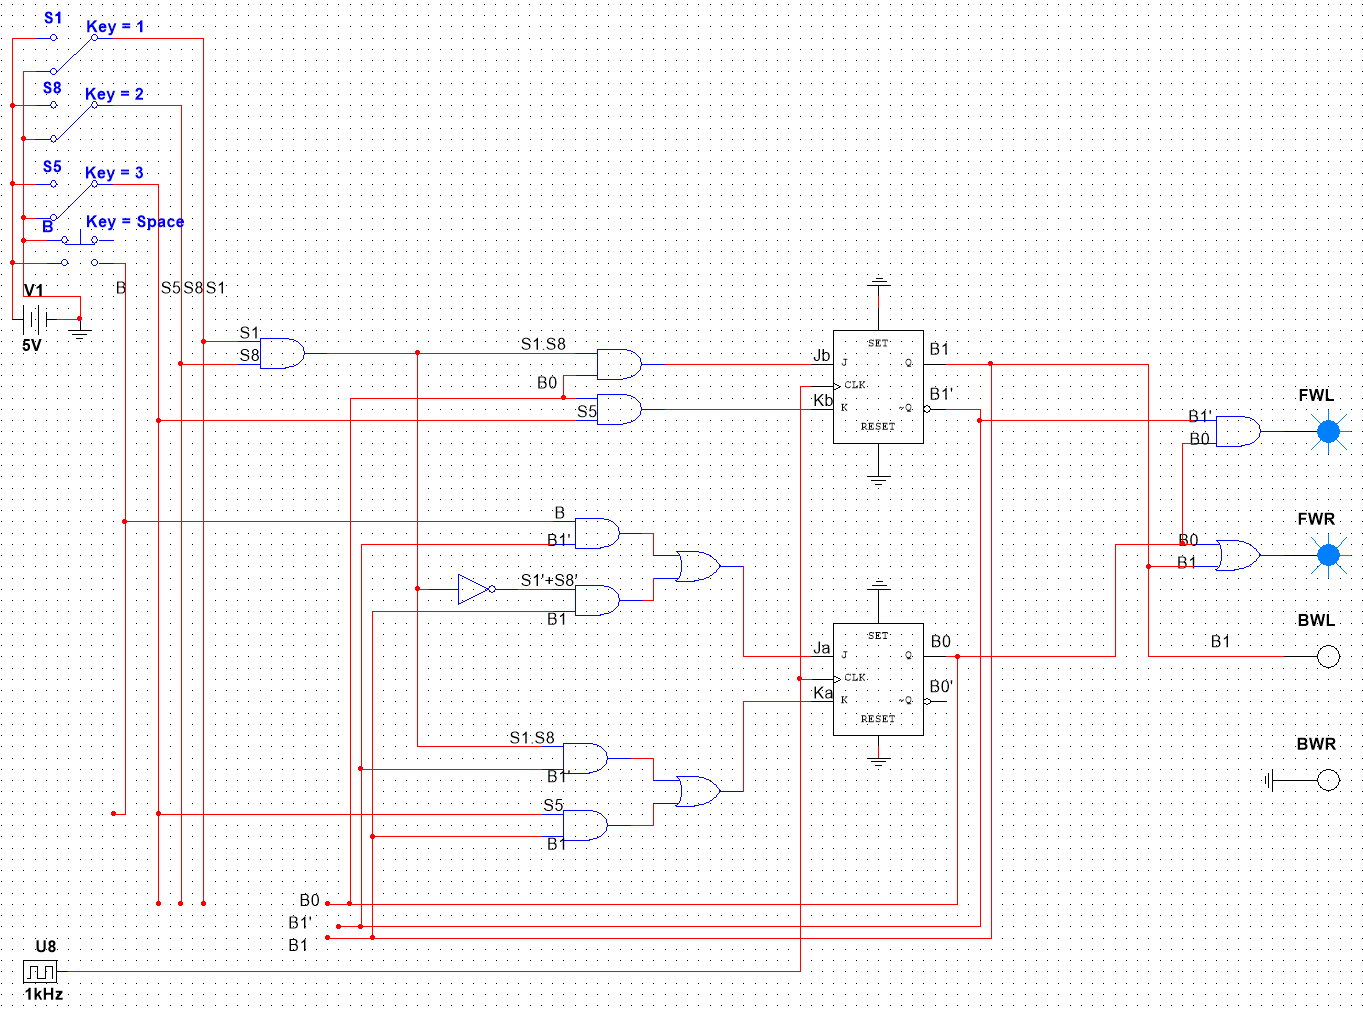 S1
Key = 1
S8
Key = 2
S5
Key = 3
B
Key = Space
V1
5V
B
S5
S8
S1
S1
S8
S1.S8
B0
S5
Jb
Kb
SET
J
Q
CLK
K
~Q
RESET
B1
B1'
B1'
B0
FWL
B
B1'
S1'+S8'
B1
B0
B1
FWR
Ja
Ka
SET
J
Q
CLK
K
~Q
RESET
B0
B0'
B1
BWL
S1.S8
B1'
S5
B1
BWR
B0
B1'
B1
U8
1kHz